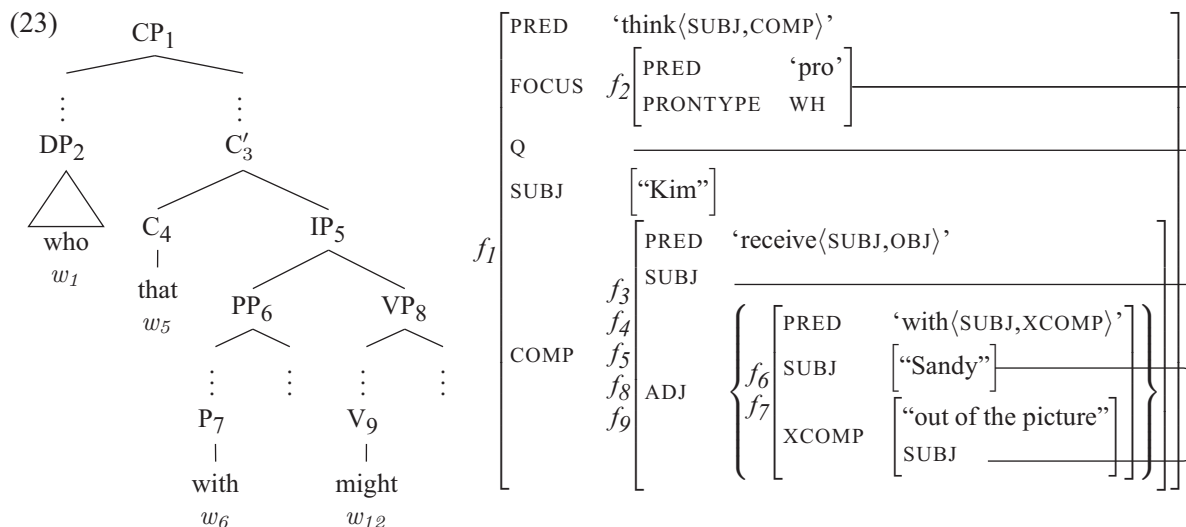 (23)
CP1
⋮ ⋮
DP2 C′3
who
w1
C4 IP5
that
w5
PP6 VP8
⋮ ⋮ ⋮ ⋮
P7 V9
with might
w6 w12
f1
PRED ‘think⟨SUBJ,COMP⟩’
FOCUS f2 [PRED ‘pro’
PRONTYPE WH]
Q
SUBJ [“Kim”]
COMP
f3
f4
f5
f8
f9
PRED ‘receive⟨SUBJ,OBJ⟩’
SUBJ
ADJ
f6
f7
PRED ‘with⟨SUBJ,XCOMP⟩’
SUBJ [“Sandy”]
XCOMP [“out of the picture”
SUBJ]